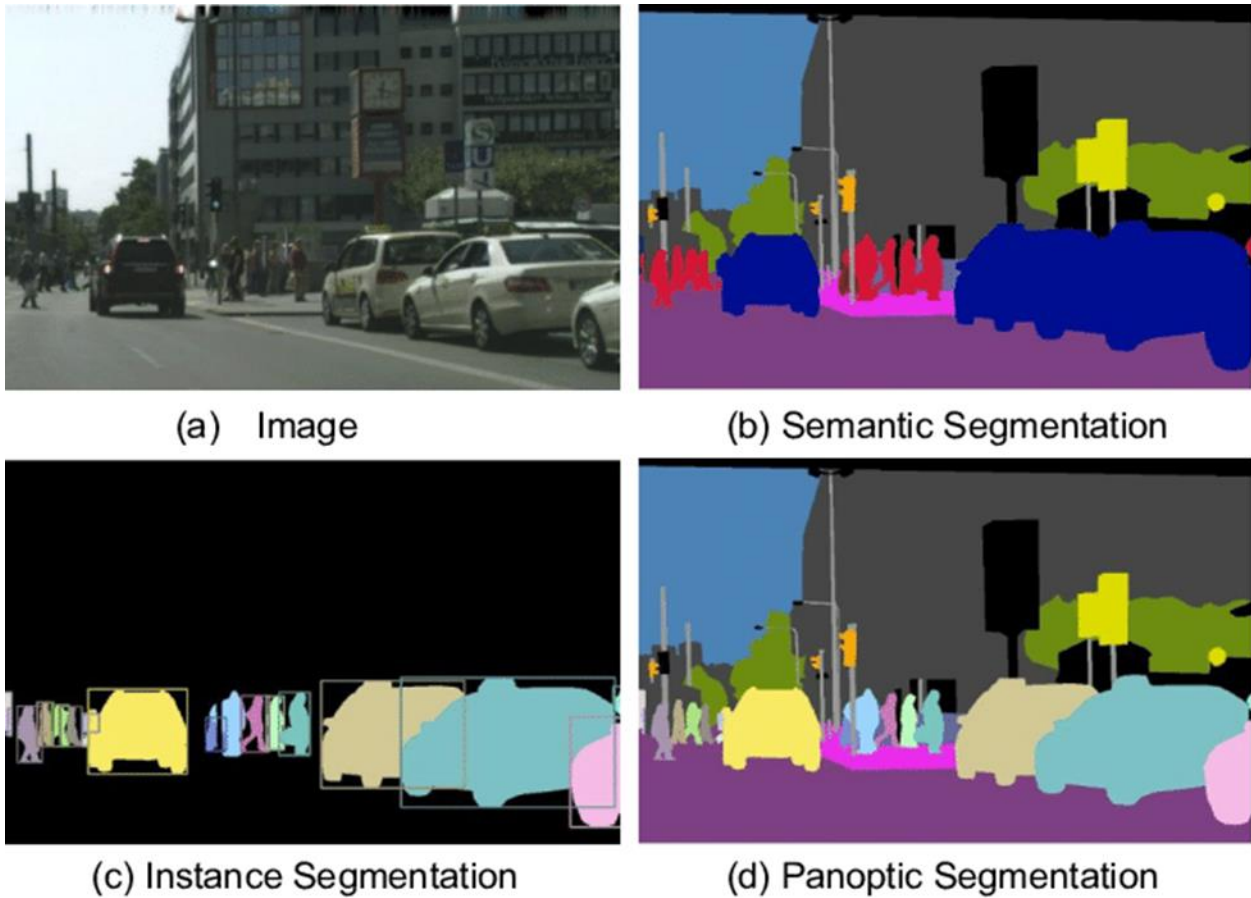 S
U
(a) Image
(b) Semantic Segmentation
(c) Instance Segmentation
(d) Panoptic Segmentation